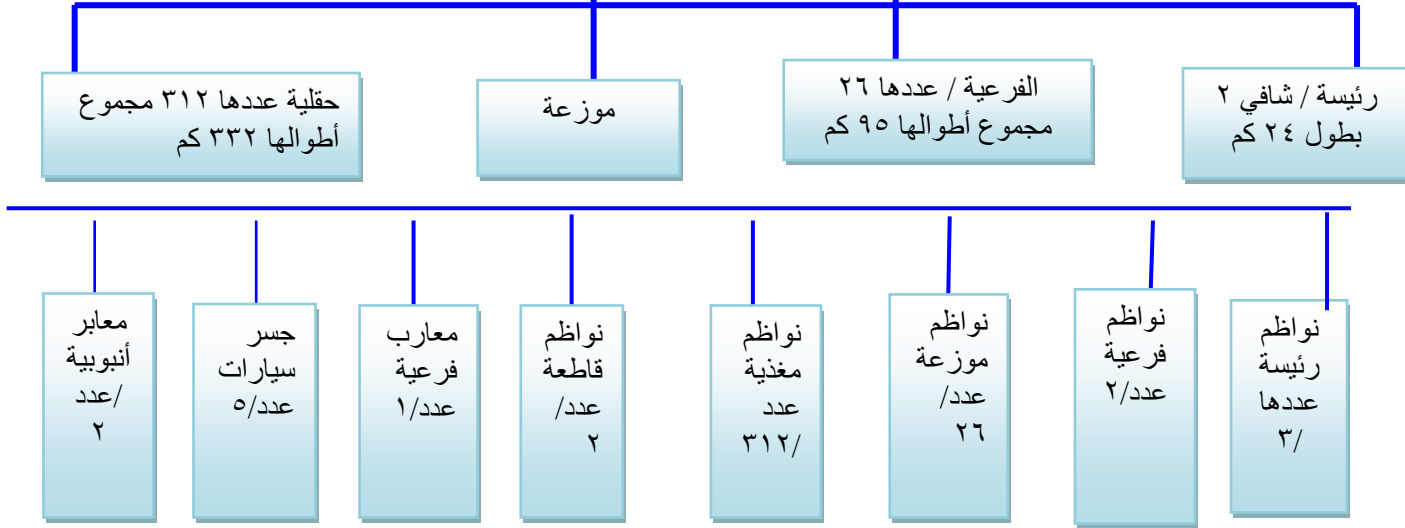 رئيسة / شافي ٢
بطول ٢٤ كم
الفرعية / عددها ٢٦
مجموع أطوالها ٩٥ كم
موزعة
حقلية عددها ٣١٢ مجموع
أطوالها ٣٣٢ كم
نواظم
رئيسة
عددها
/٣
نواظم
فرعية
عدد/٢
نواظم
موزعة
عدد/
٢٦
نواظم
مغذية
عدد
/٣١٢
نواظم
قاطعة
عدد/
٢
معارب
فرعية
عدد/١
جسر
سيارات
عدد/٥
معابر
أنبوبية
/عدد
٢